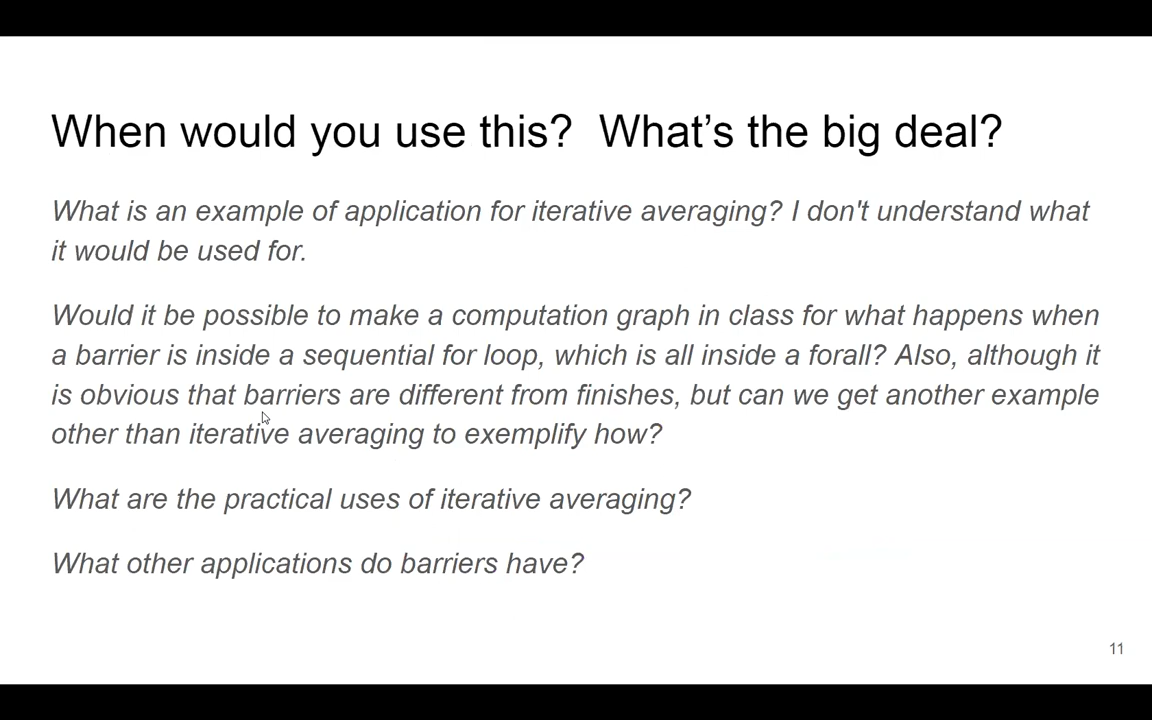 When would you use this?  What’s the big deal?
What is an example of application for iterative averaging? I don't understand what
it would be used for.
Would it be possible to make a computation graph in class for what happens when
a barrier is inside a sequential for loop, which is all inside a forall? Also, although it
is obvious that barriers are different from finishes, but can we get another example
other than iterative averaging to exemplify how?
What are the practical uses of iterative averaging?
What other applications do barriers have?
11